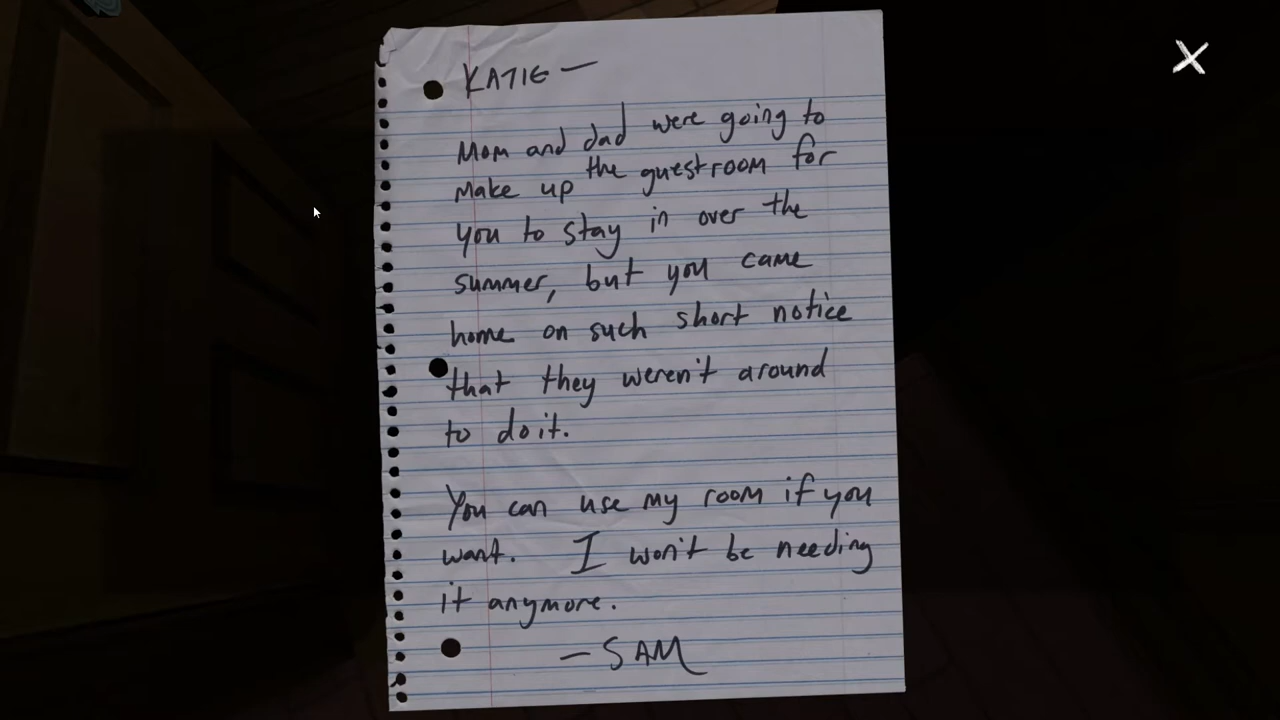 KATIE —
Mom and dad were going to
make up the guestroom for
you to stay in over the
summer, but you came
home on such short notice
that they weren't around
to do it.
You can use my room if you
want. I won't be needing
it anymore.
— SAM